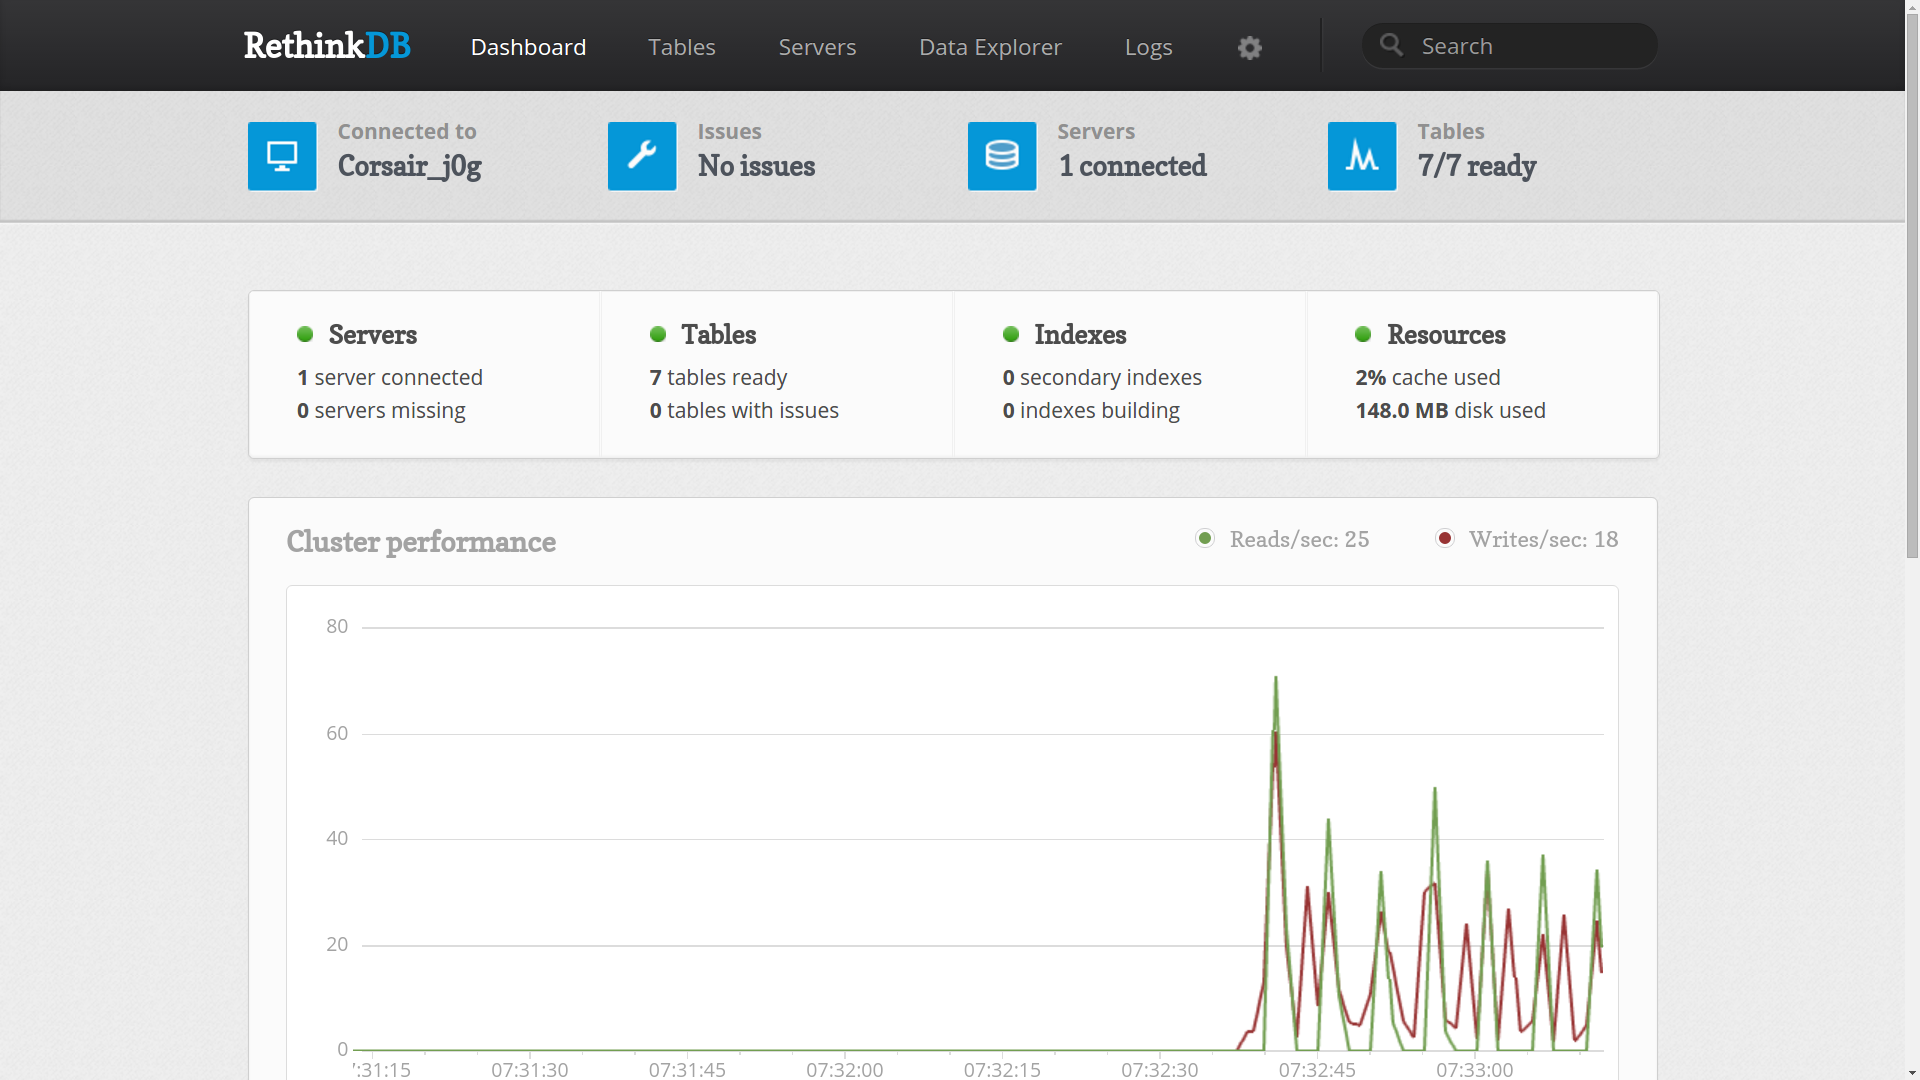 RethinkDB Dashboard Tables Servers Data Explorer Logs Search
Connected to
Corsair_j0g
Issues
No issues
Servers
1 connected
Tables
7/7 ready
Servers
1 server connected
0 servers missing
Tables
7 tables ready
0 tables with issues
Indexes
0 secondary indexes
0 indexes building
Resources
2% cache used
148.0 MB disk used
Cluster performance
Reads/sec: 25
Writes/sec: 18
80
60
40
20
0
:31:15 07:31:30 07:31:45 07:32:00 07:32:15 07:32:30 07:32:45 07:33:00